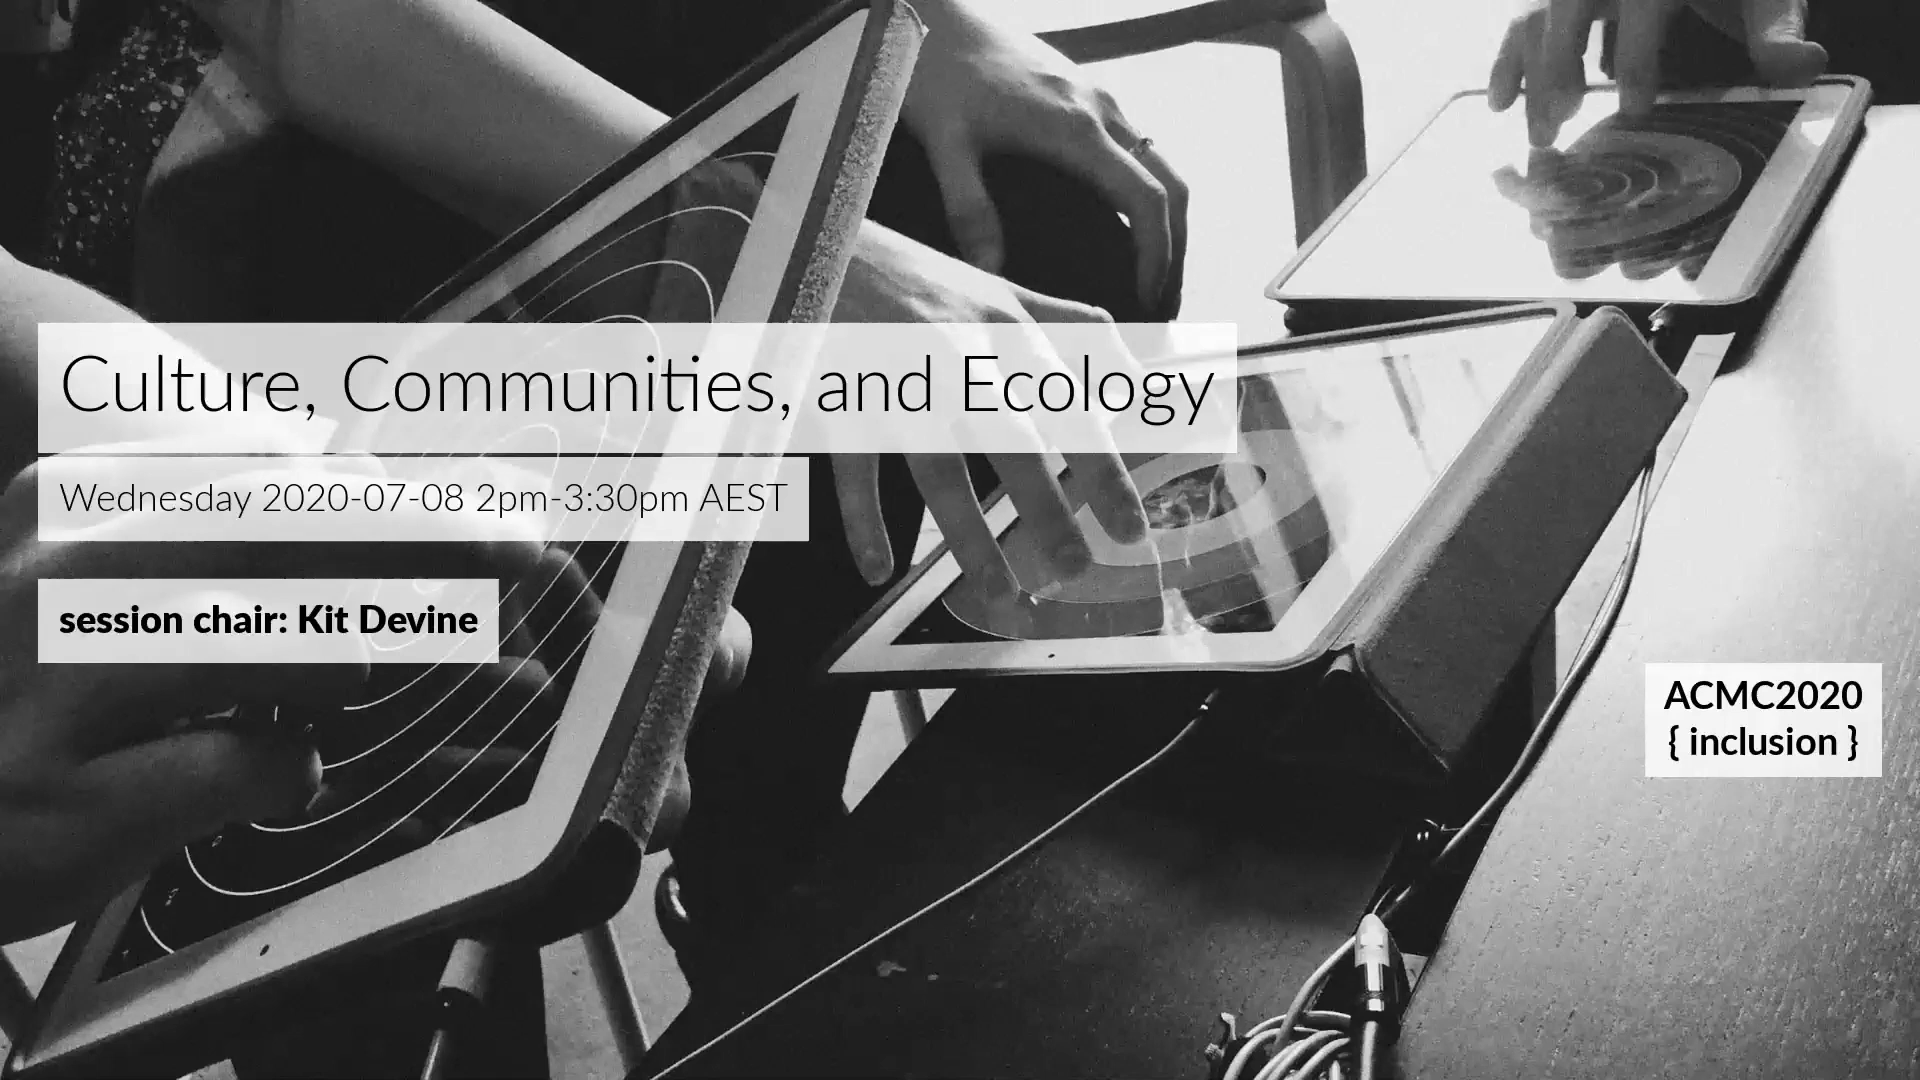 Culture, Communities, and Ecology
Wednesday 2020-07-08 2pm-3:30pm AEST
session chair: Kit Devine
ACMC2020
{ inclusion }